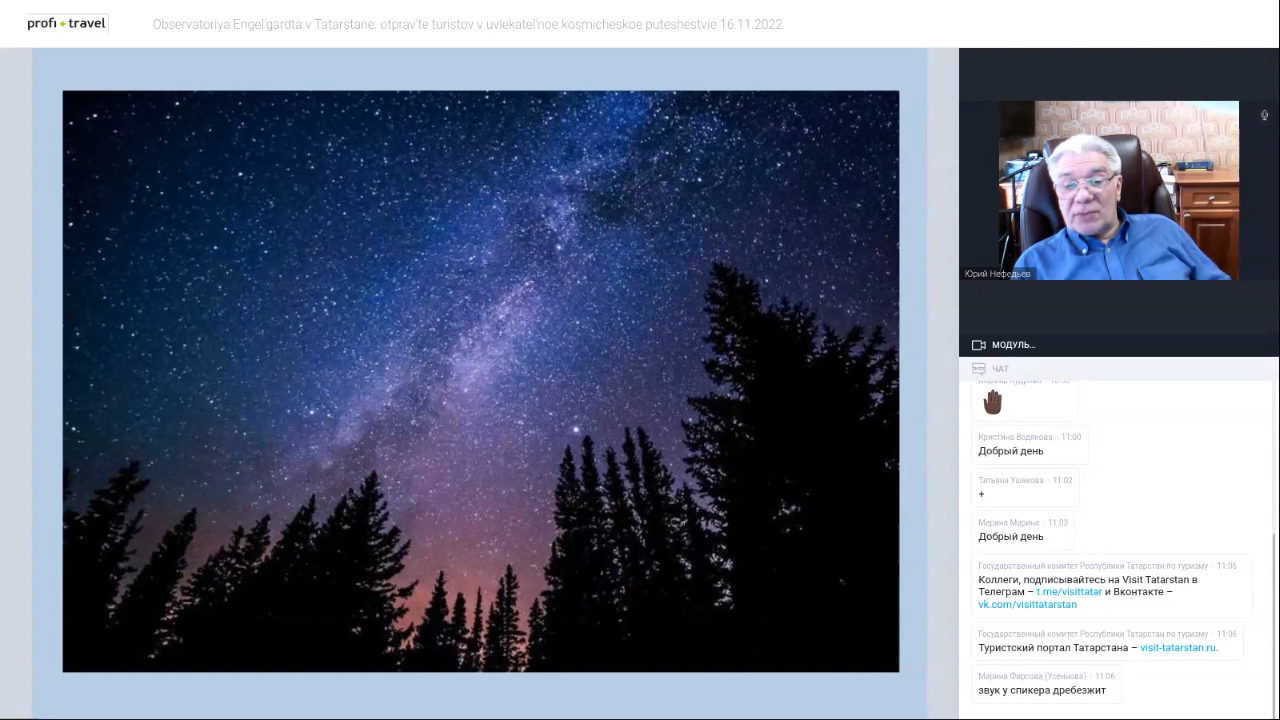 profi travel
Observatoriya Engel'gardta v Tatarstane: otprav'te turistov v uvlekatel'noe kosmicheskoe puteshestvie 16.11.2022
Юрий Нефедьев
МОДУЛЬ...
ЧАТ
Кристина Водякова 11:00
Добрый день
Татьяна Ушакова 11:02
+
Марина Марина 11:03
Добрый день
Государственный комитет Республики Татарстан по туризму 11:06
Коллеги, подписывайтесь на Visit Tatarstan в
Телеграм – t.me/visittatar и Вконтакте –
vk.com/visittatarstan
Государственный комитет Республики Татарстан по туризму 11:06
Туристский портал Татарстана – visit-tatarstan.ru.
Марина Фирсова (Усеинова) 11:06
звук у спикера дребезжит